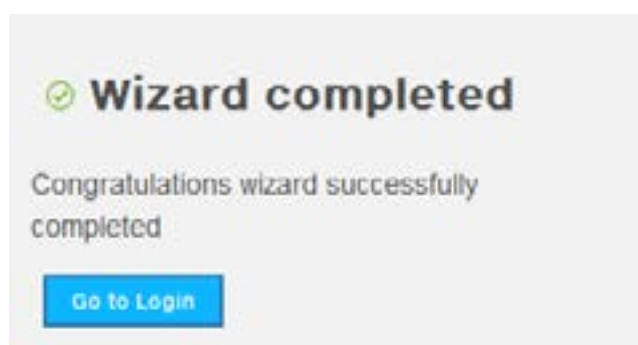 Wizard completed
Congratulations wizard successfully
completed
Go to Login